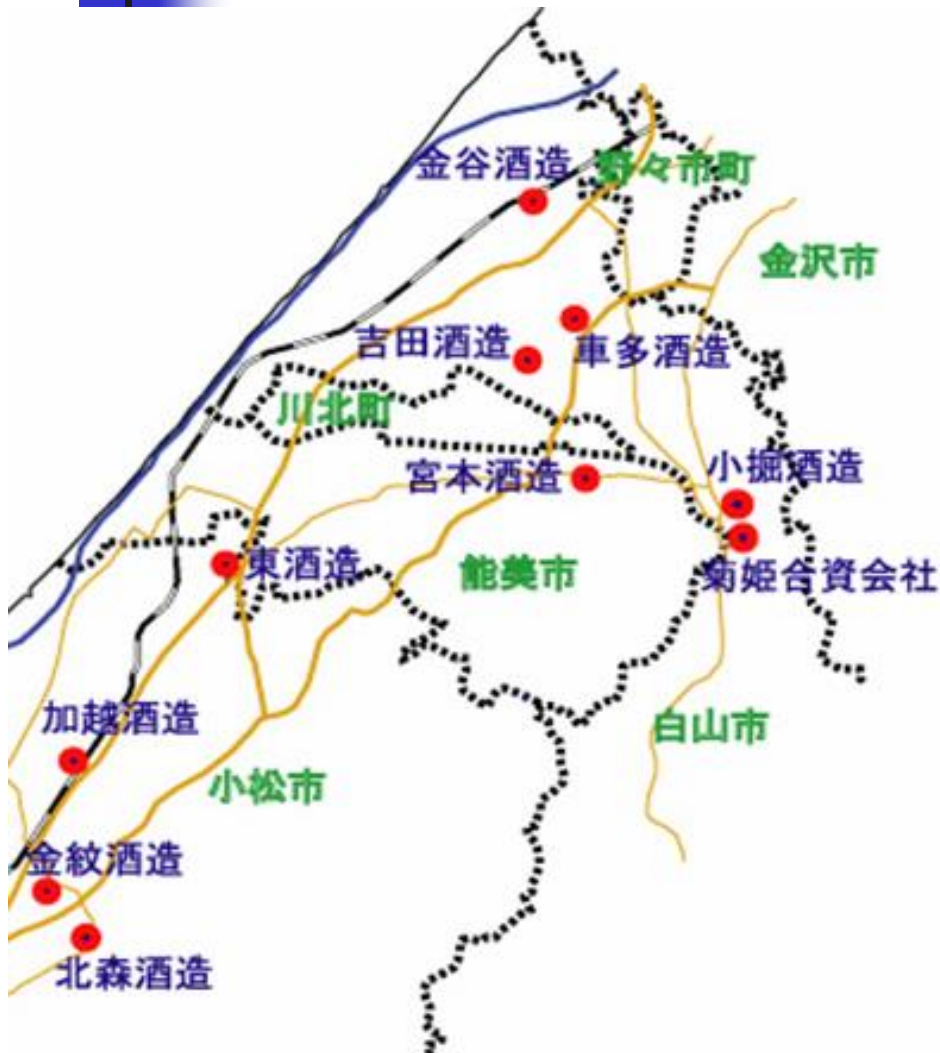 金谷酒造
野々市町
金沢市
吉田酒造
車多酒造
川北町
宮本酒造
小掘酒造
東酒造
能美市
菊姫合資会社
加越酒造
白山市
小松市
金紋酒造
北森酒造